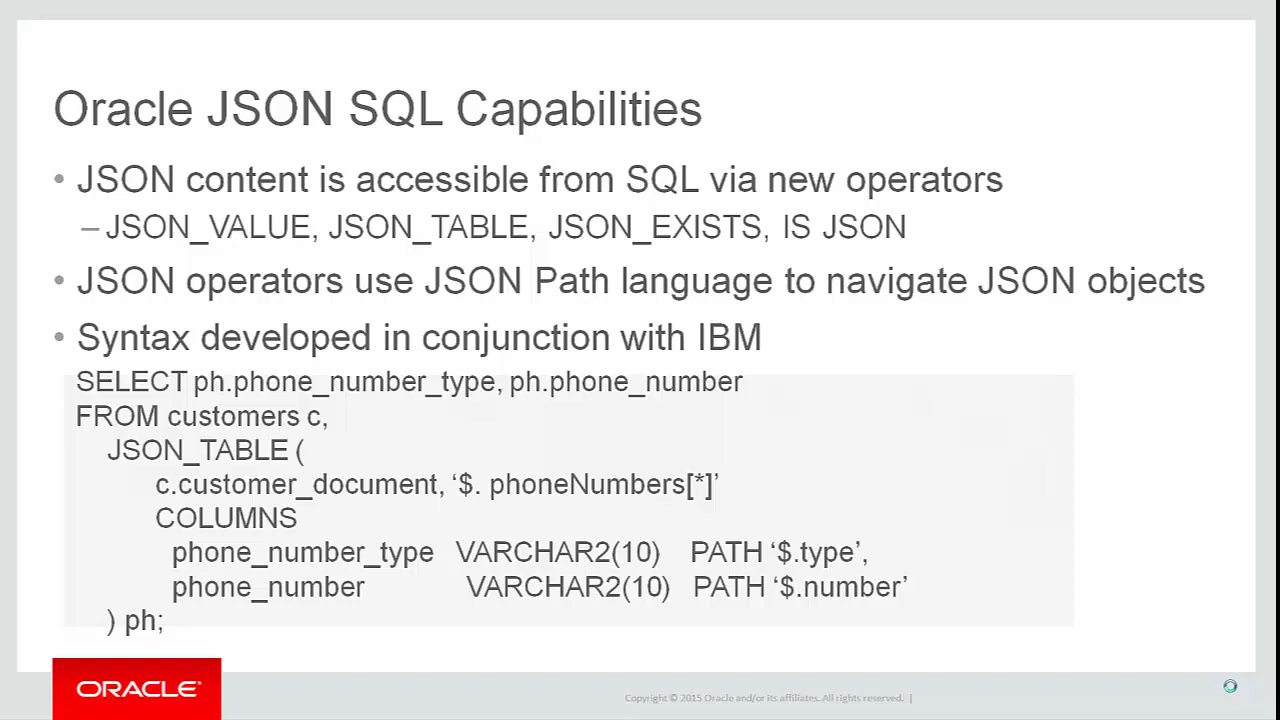 Oracle JSON SQL Capabilities
• JSON content is accessible from SQL via new operators
– JSON_VALUE, JSON_TABLE, JSON_EXISTS, IS JSON
• JSON operators use JSON Path language to navigate JSON objects
• Syntax developed in conjunction with IBM
SELECT ph.phone_number_type, ph.phone_number
FROM customers c,
JSON_TABLE (
c.customer_document, ‘$. phoneNumbers[*]’
COLUMNS
phone_number_type VARCHAR2(10) PATH ‘$.type’,
phone_number VARCHAR2(10) PATH ‘$.number’
) ph;
ORACLE®
Copyright © 2015 Oracle and/or its affiliates. All rights reserved. |